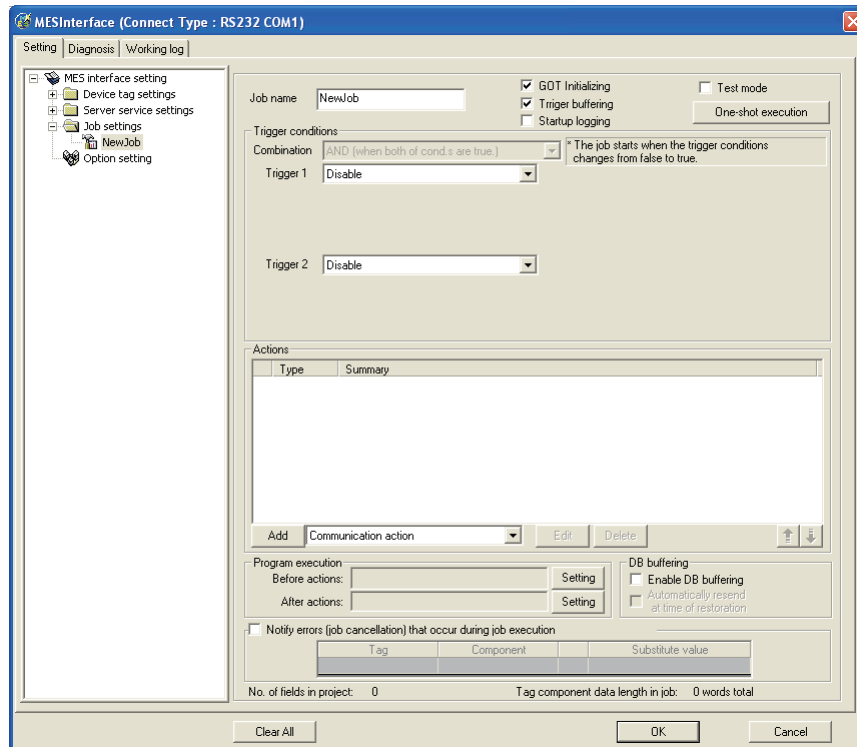 MESInterface (Connect Type : RS232 COM1)
Setting Diagnosis Working log
MES interface setting
Device tag settings
Server service settings
Job settings
NewJob
Option setting
Job name NewJob
GOT Initializing
Trriger buffering
Startup logging
Test mode
One-shot execution
Trigger conditions
Combination AND (when both of cond.s are true.)
* The job starts when the trigger conditions
changes from false to true.
Trigger 1 Disable
Trigger 2 Disable
Actions
Type Summary
Add Communication action Edit Delete
Program execution
Before actions: Setting
After actions: Setting
DB buffering
Enable DB buffering
Automatically resend
at time of restoration
Notify errors (job cancellation) that occur during job execution
Tag Component Substitute value
No. of fields in project: 0 Tag component data length in job: 0 words total
Clear All OK Cancel